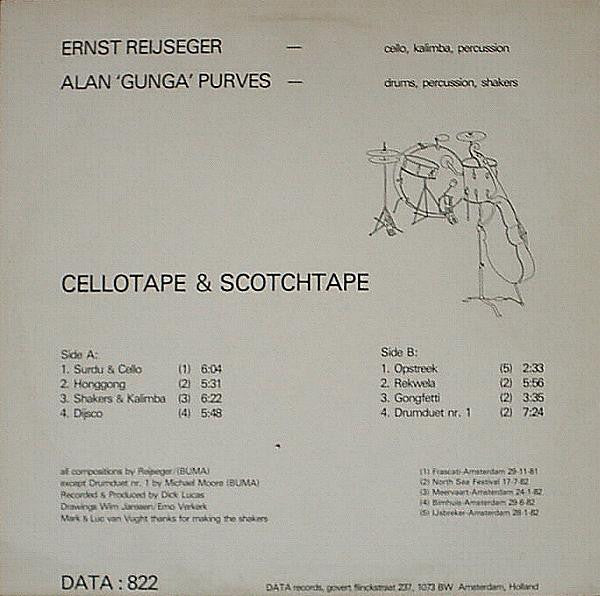 ERNST REIJSEGER — cello, kalimba, percussion
ALAN 'GUNGA' PURVES — drums, percussion, shakers
CELLOTAPE & SCOTCHTAPE
Side A:
1. Surdu & Cello (1) 6:04
2. Honggong (2) 5:31
3. Shakers & Kalimba (3) 6:22
4. Dijsco (4) 5:48
Side B:
1. Opstreek (5) 2:33
2. Rekwela (2) 5:56
3. Gongfetti (2) 3:35
4. Drumduet nr. 1 (2) 7:24
all compositions by Reijseger/(BUMA)
except Drumduet nr. 1 by Michael Moore (BUMA)
Recorded & Produced by Dick Lucas
Drawings Wim Janssen/Emo Verkerk
Mark & Luc van Vught thanks for making the shakers
(1) Frascati-Amsterdam 29-11-81
(2) North Sea Festival 17-7-82
(3) Meervaart-Amsterdam 24-1-82
(4) Bimhuis-Amsterdam 29-6-82
(5) IJsbreker-Amsterdam 28-1-82
DATA : 822
DATA records, govert flinckstraat 237, 1073 BW Amsterdam, Holland